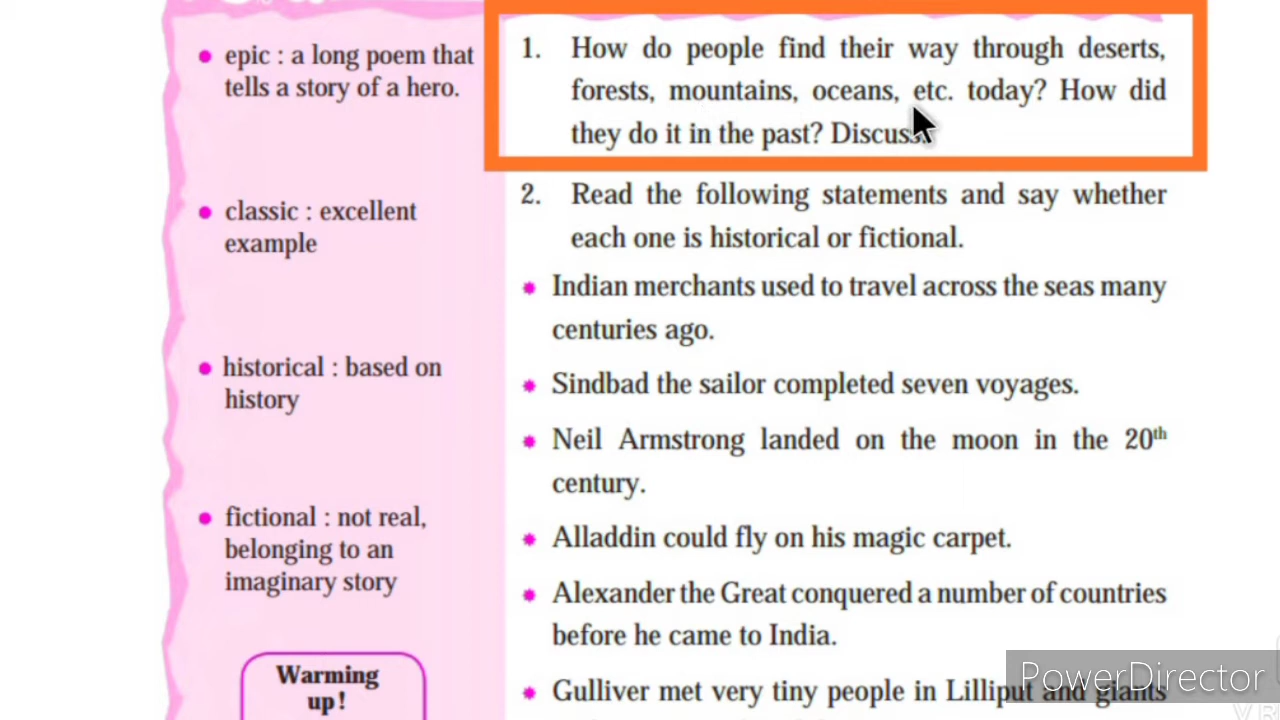 epic : a long poem that
tells a story of a hero.
classic : excellent
example
historical : based on
history
fictional : not real,
belonging to an
imaginary story
Warming
up!
1. How do people find their way through deserts,
forests, mountains, oceans, etc. today? How did
they do it in the past? Discuss.
2. Read the following statements and say whether
each one is historical or fictional.
Indian merchants used to travel across the seas many
centuries ago.
Sindbad the sailor completed seven voyages.
Neil Armstrong landed on the moon in the 20th
century.
Alladdin could fly on his magic carpet.
Alexander the Great conquered a number of countries
before he came to India.
Gulliver met very tiny people in Lilliput and giants
PowerDirector